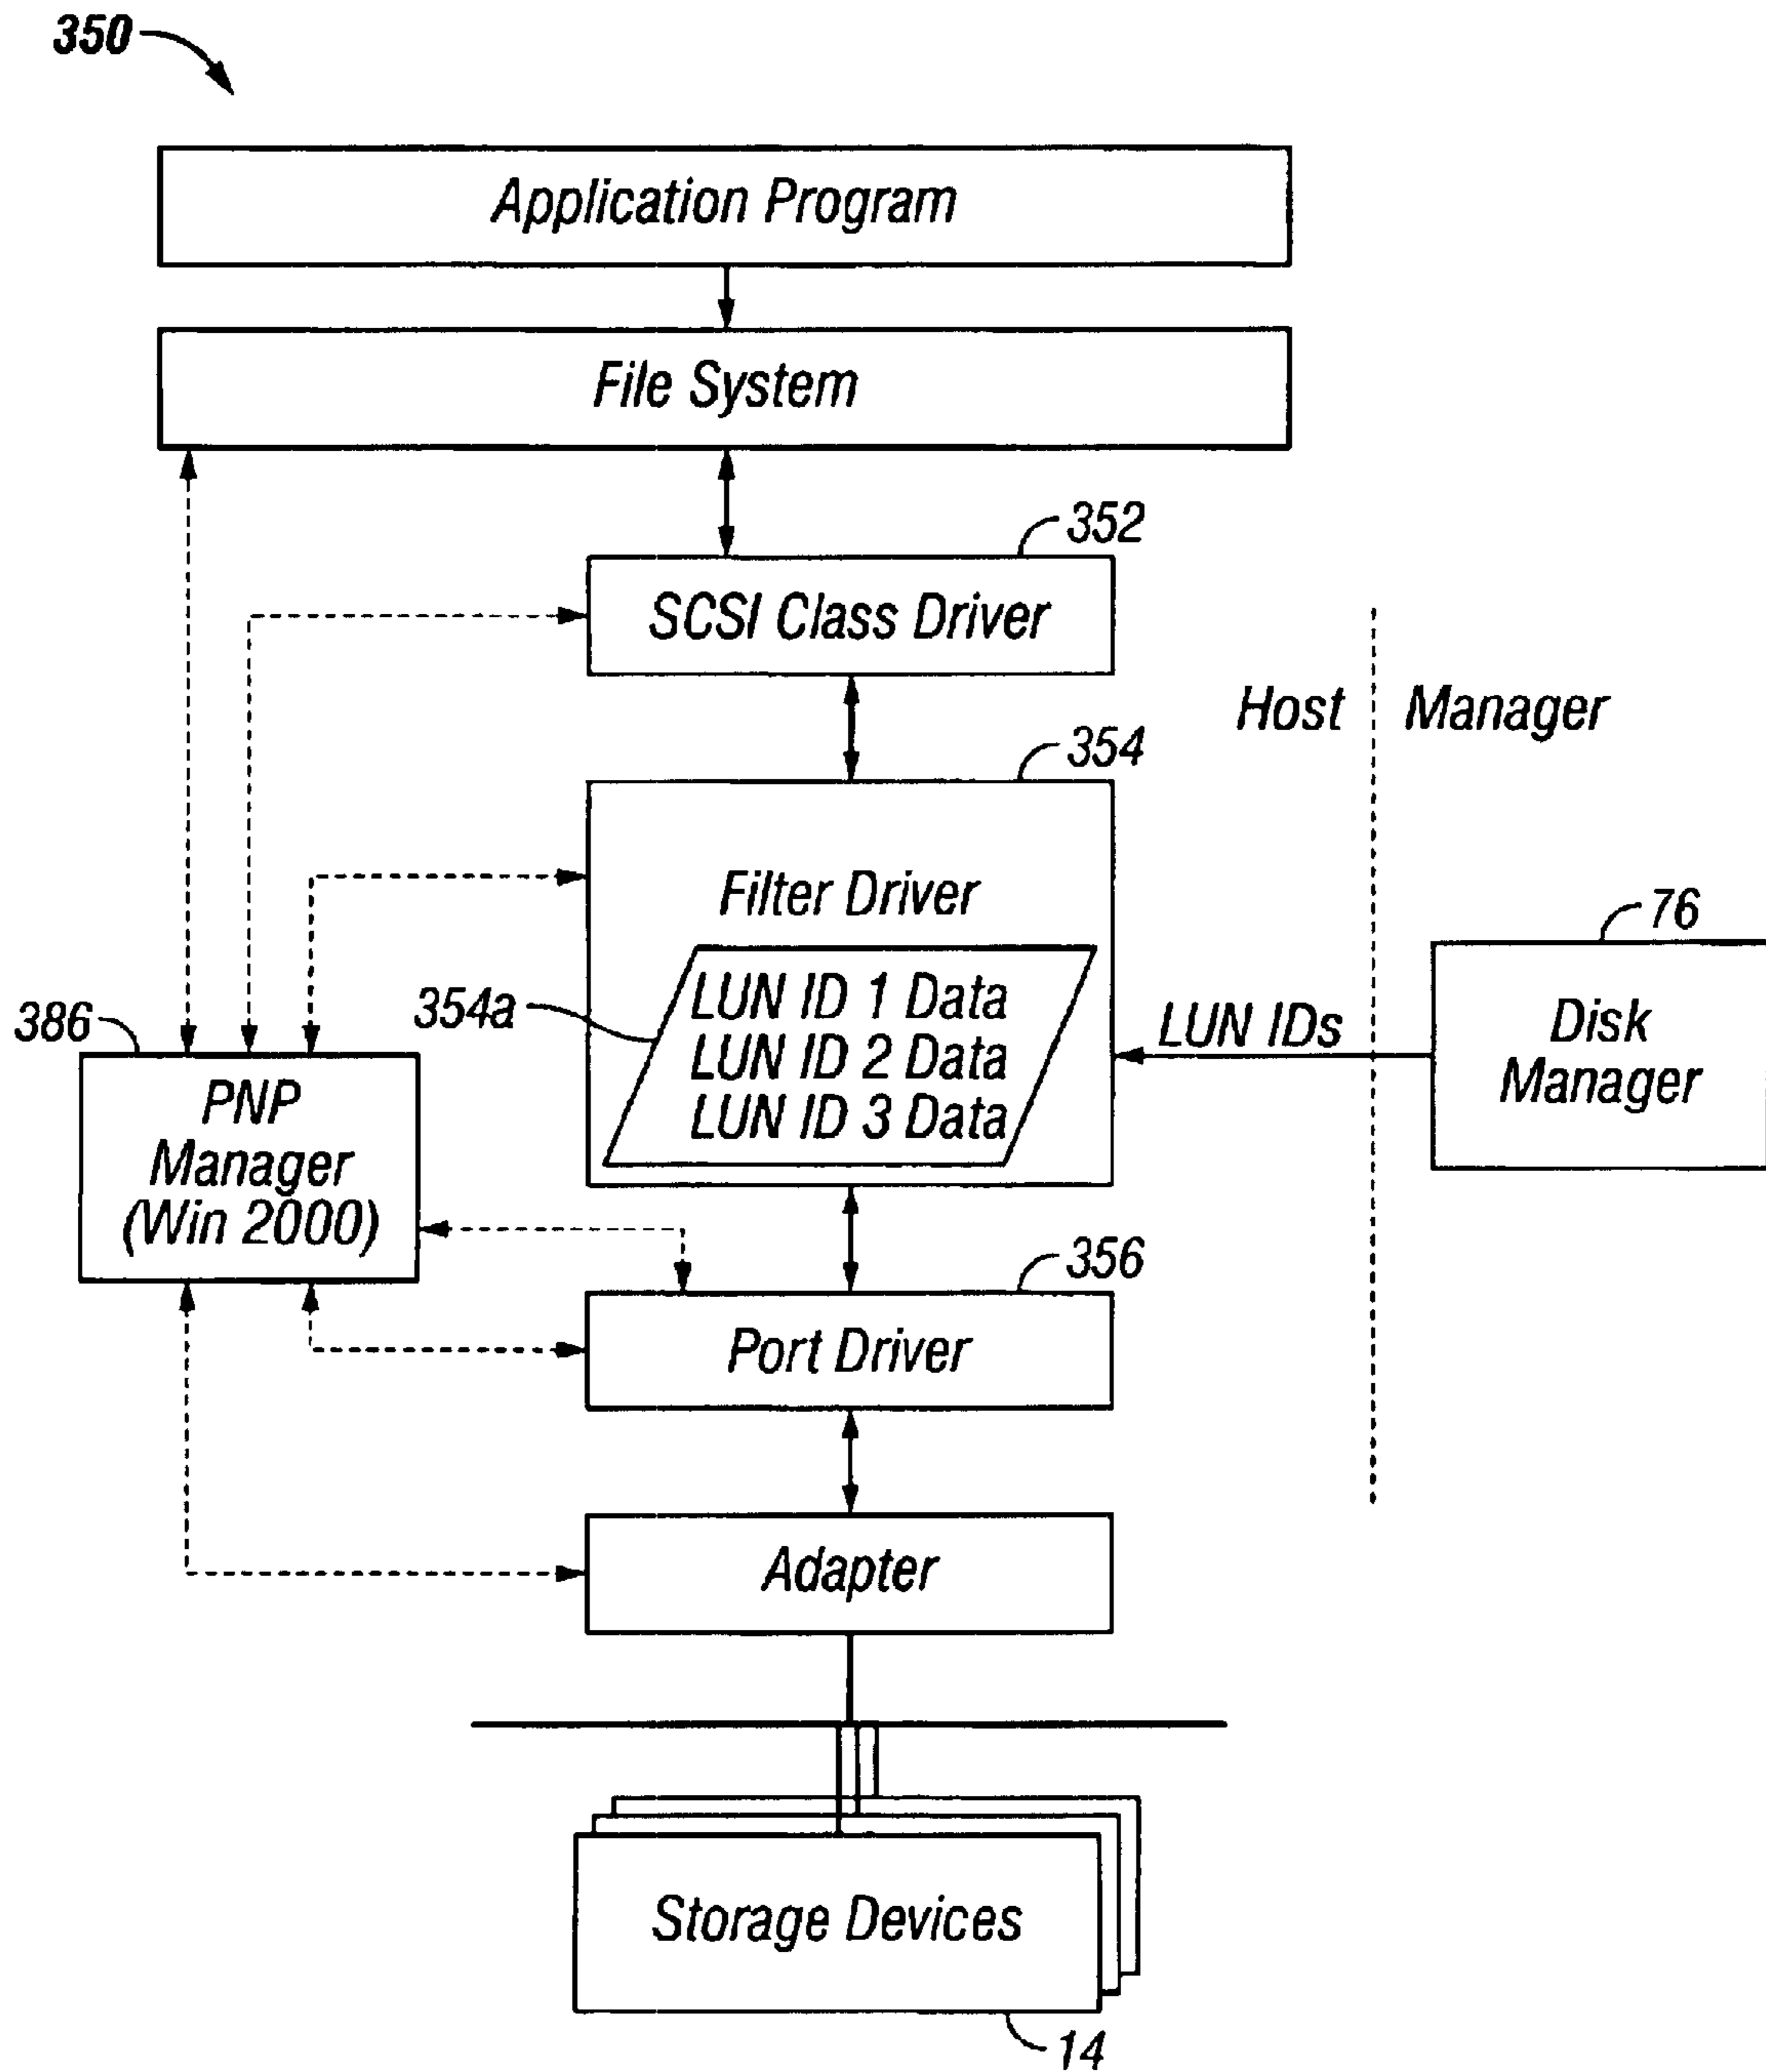 350
Application Program
File System
352
SCSI Class Driver
Host
Manager
354
Filter Driver
76
354a
LUN ID 1 Data
LUN ID 2 Data
LUN ID 3 Data
LUN IDs
Disk
Manager
386
PNP
Manager
(Win 2000)
356
Port Driver
Adapter
Storage Devices
14